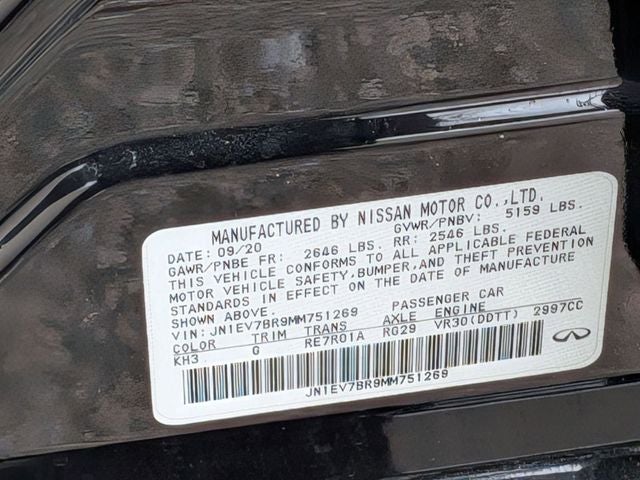 MANUFACTURED BY NISSAN MOTOR CO.,LTD.
DATE: 09/20 GVWR/PNBV: 5159 LBS.
GAWR/PNBE FR: 2646 LBS. RR: 2546 LBS.
THIS VEHICLE CONFORMS TO ALL APPLICABLE FEDERAL
MOTOR VEHICLE SAFETY,BUMPER,AND THEFT PREVENTION
STANDARDS IN EFFECT ON THE DATE OF MANUFACTURE
SHOWN ABOVE.
VIN: JN1EV7BR9MM751269 PASSENGER CAR
COLOR TRIM TRANS AXLE ENGINE
KH3 G RE7R01A RG29 VR30(DDTT) 2997CC
JN1EV7BR9MM751269